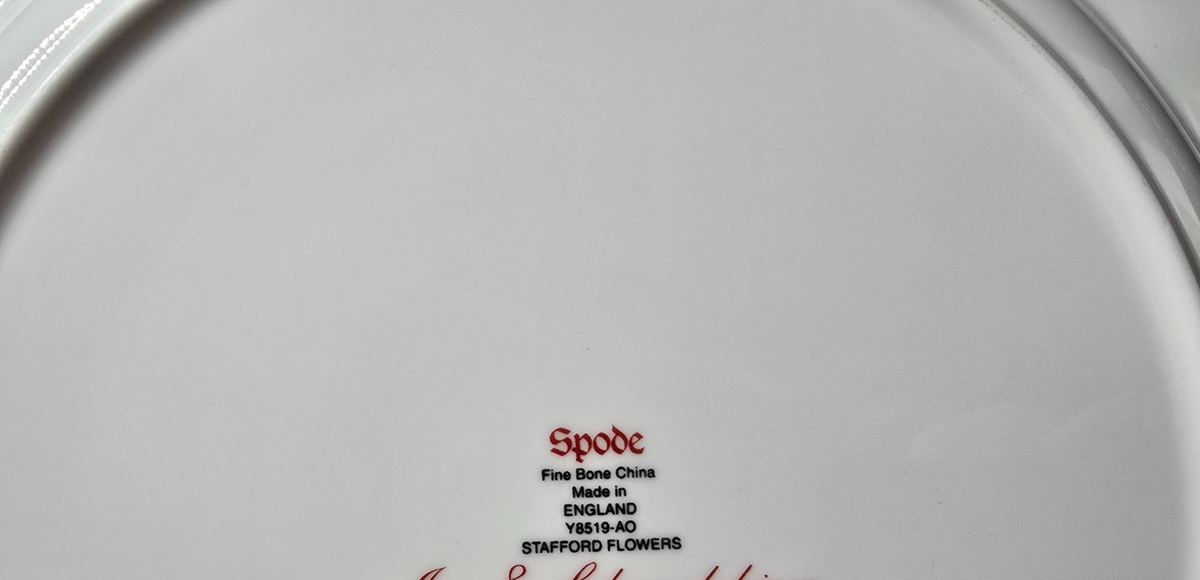 Spode
Fine Bone China
Made in
ENGLAND
Y8519-AO
STAFFORD FLOWERS